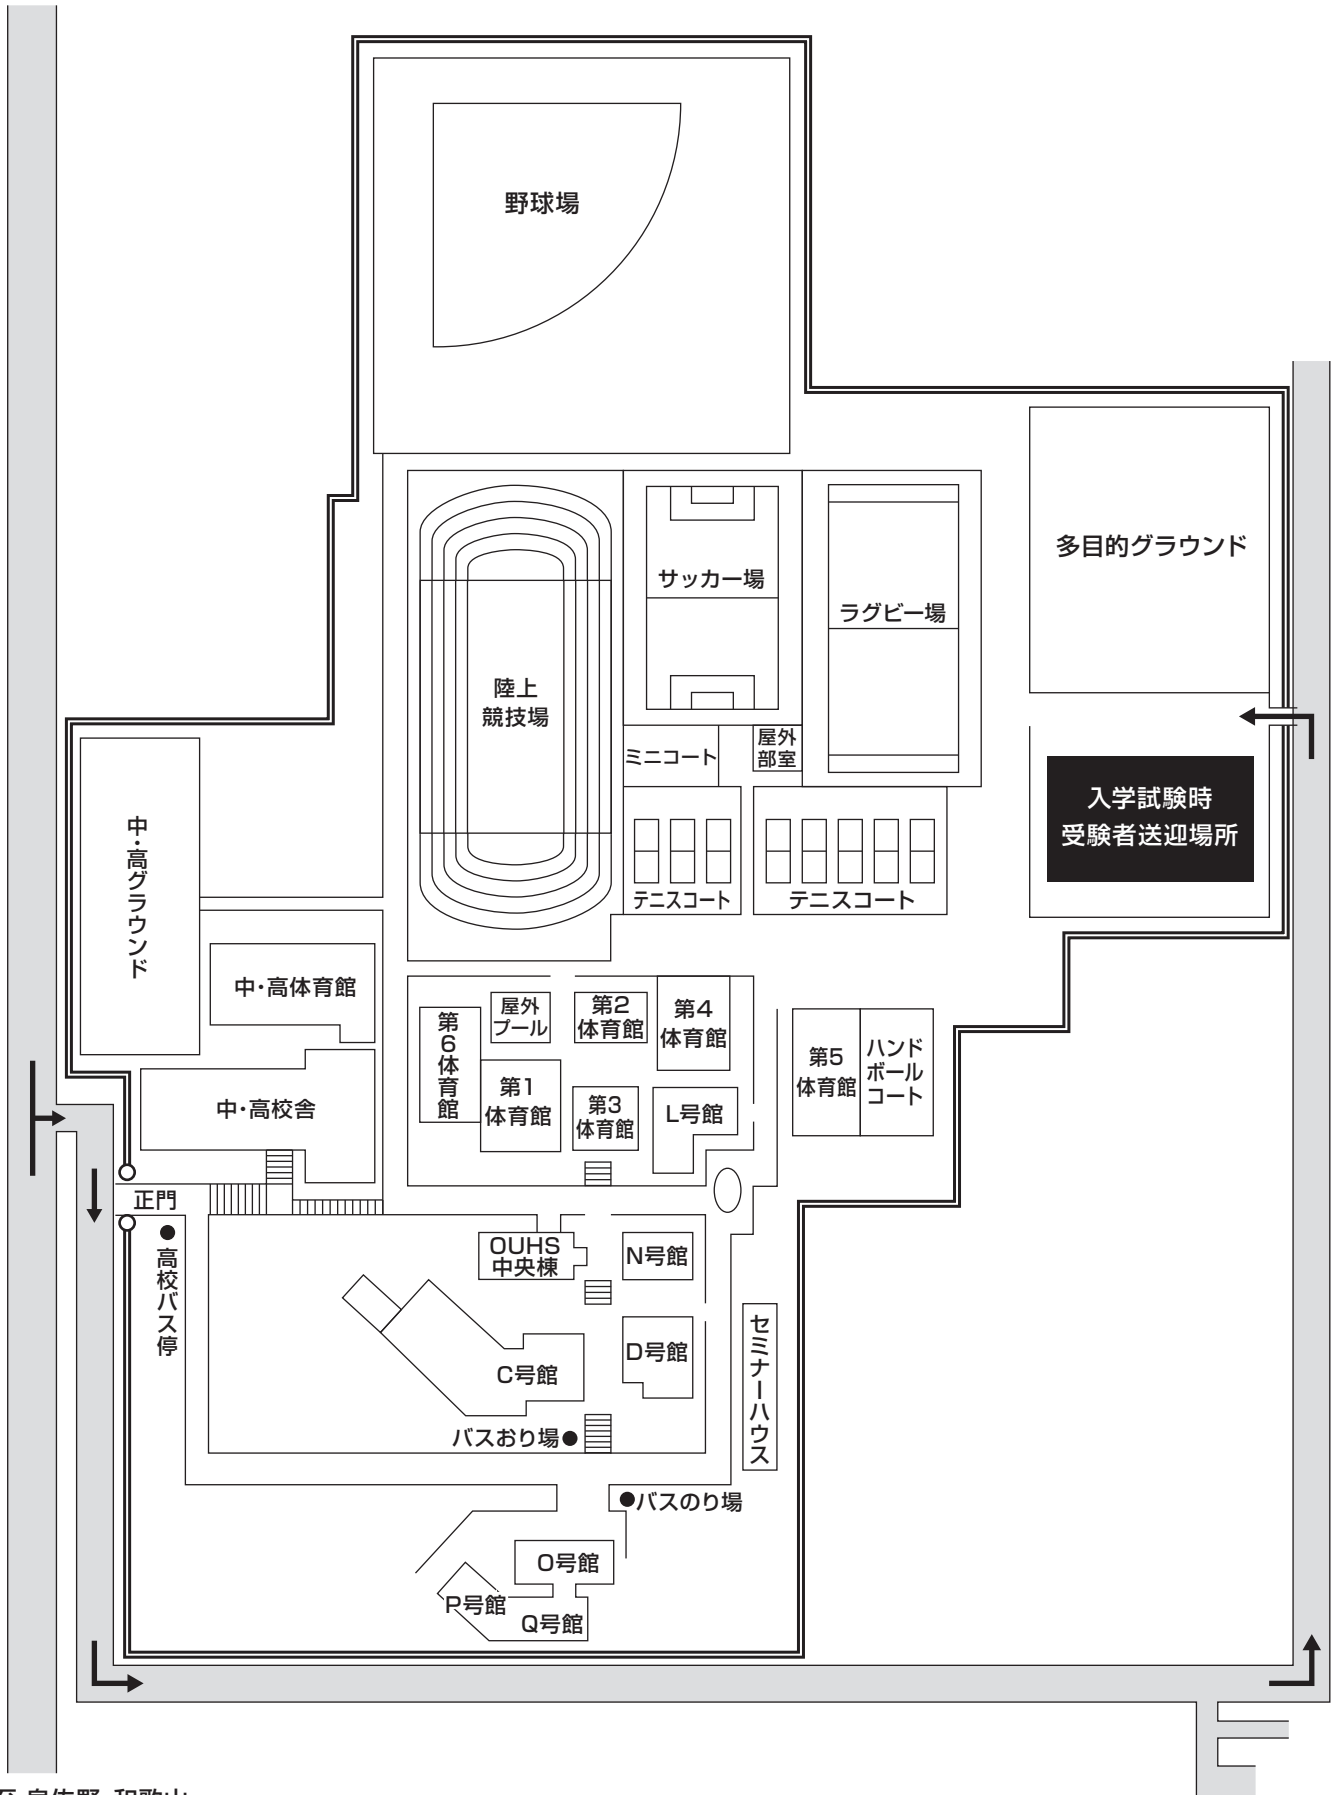 野球場
多目的グラウンド
サッカー場
ラグビー場
陸上
競技場
ミニコート
屋外
部室
入学試験時
受験者送迎場所
テニスコート
テニスコート
中・高グラウンド
中・高体育館
第6体育館
屋外
プール
第2
体育館
第4
体育館
第5
体育館
ハンド
ボール
コート
中・高校舎
第1
体育館
第3
体育館
L号館
正門
高校バス停
OUHS
中央棟
N号館
C号館
D号館
セミナーハウス
バスおり場
バスのり場
O号館
P号館
Q号館